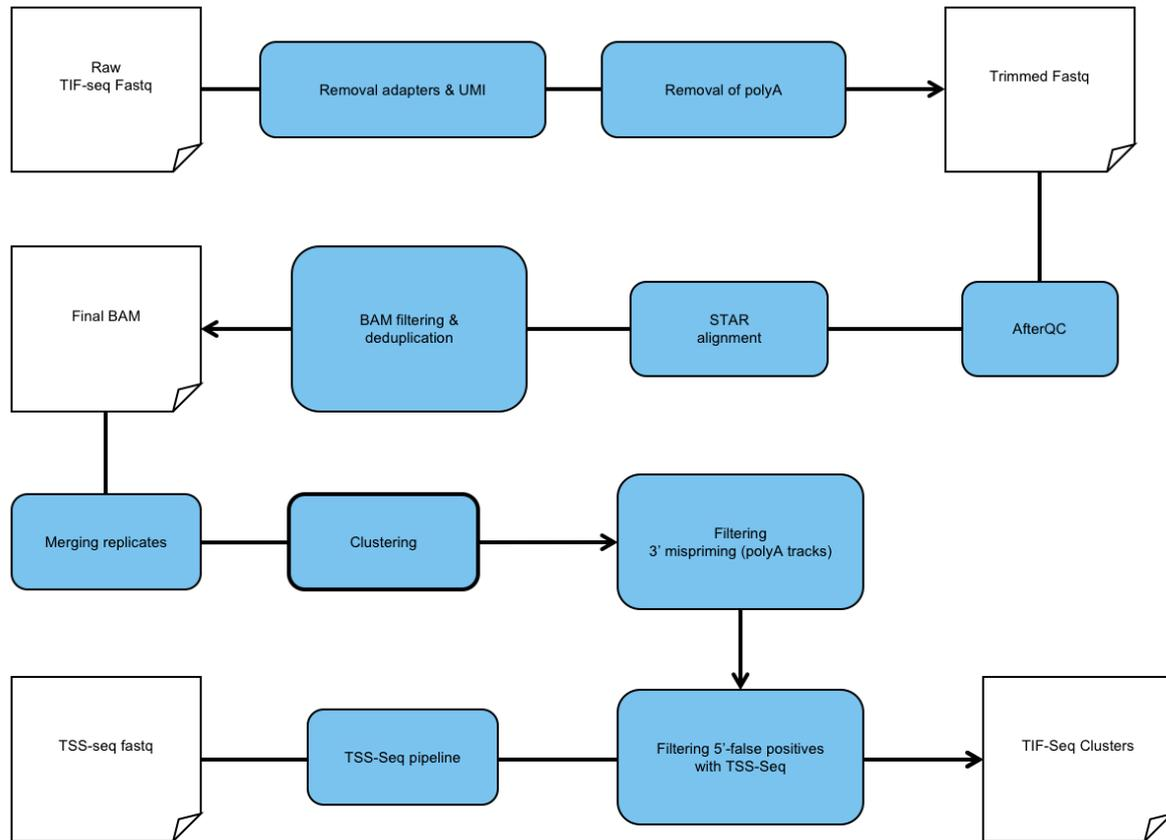 Raw
TIF-seq Fastq
Removal adapters & UMI
Removal of polyA
Trimmed Fastq
Final BAM
BAM filtering &
deduplication
STAR
alignment
AfterQC
Merging replicates
Clustering
Filtering
3’ mispriming (polyA tracks)
TSS-seq fastq
TSS-Seq pipeline
Filtering 5’-false positives
with TSS-Seq
TIF-Seq Clusters